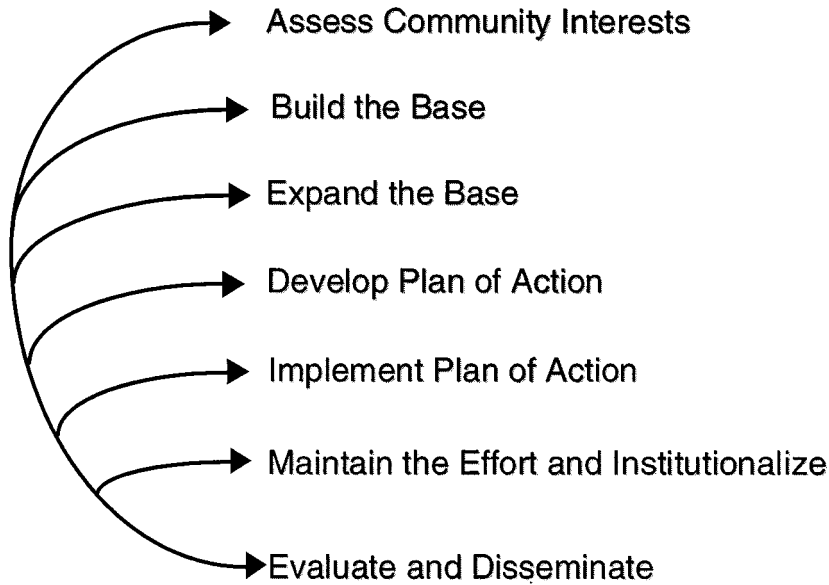 Assess Community Interests
Build the Base
Expand the Base
Develop Plan of Action
Implement Plan of Action
Maintain the Effort and Institutionalize
Evaluate and Disseminate